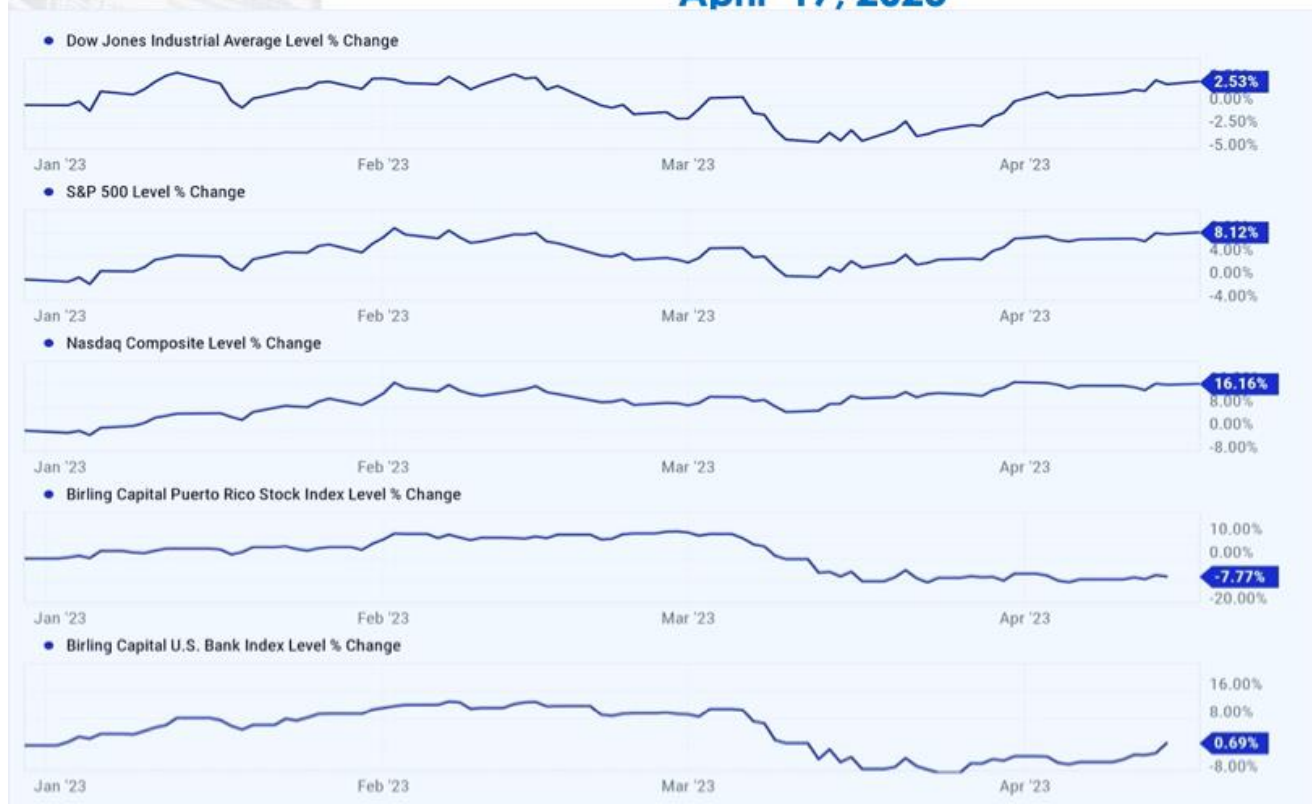 April 17, 2023
Dow Jones Industrial Average Level % Change
2.53%
0.00%
-2.50%
-5.00%
Jan '23 Feb '23 Mar '23 Apr '23
S&P 500 Level % Change
8.12%
4.00%
0.00%
-4.00%
Jan '23 Feb '23 Mar '23 Apr '23
Nasdaq Composite Level % Change
16.16%
8.00%
0.00%
-8.00%
Jan '23 Feb '23 Mar '23 Apr '23
Birling Capital Puerto Rico Stock Index Level % Change
10.00%
0.00%
-7.77%
-20.00%
Jan '23 Feb '23 Mar '23 Apr '23
Birling Capital U.S. Bank Index Level % Change
16.00%
8.00%
0.69%
-8.00%
Jan '23 Feb '23 Mar '23 Apr '23